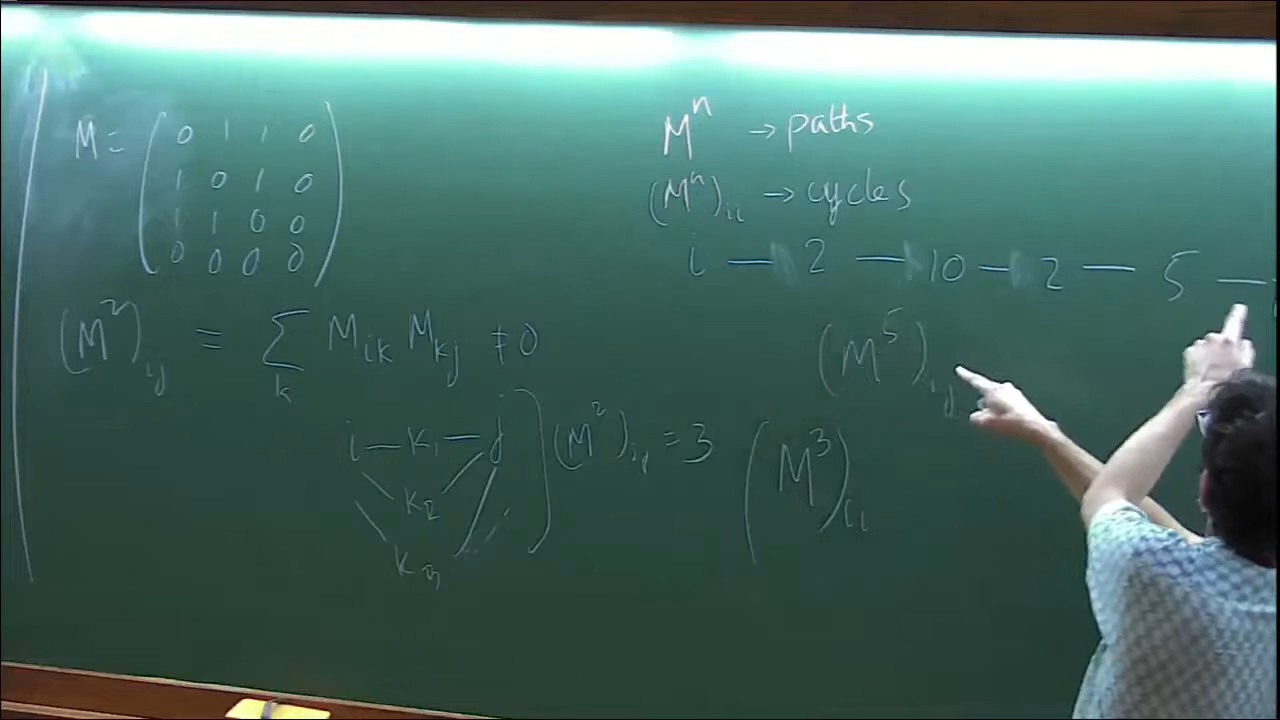 M = ( 0 1 1 0
1 0 1 0
1 1 0 0
0 0 0 0 )
(M²)ij = Σk Mik Mkj ≠ 0
i — k1 — j ] (M²)ij = 3
k2
k3
Mⁿ → paths
(Mⁿ)ii → cycles
i — 2 — 10 — 2 — 5 —
(M⁵)ij
(M³)ii